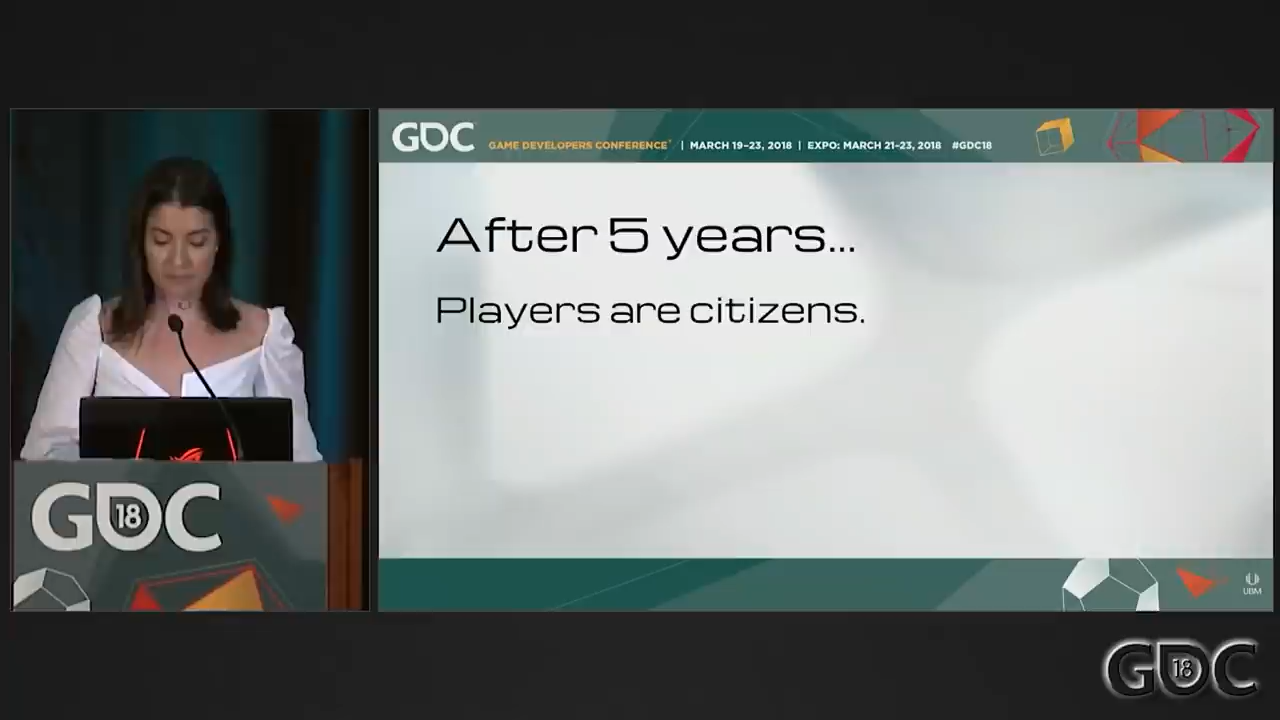 GDC
GAME DEVELOPERS CONFERENCE | MARCH 19-23, 2018 | EXPO: MARCH 21-23, 2018 #GDC18
After 5 years...
Players are citizens.
GDC
18
UBM
GDC
18